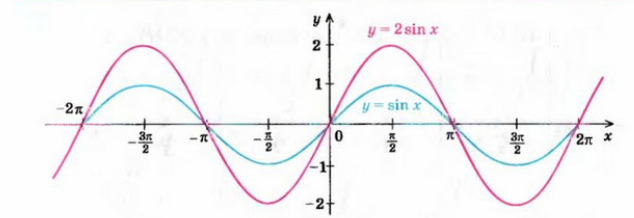 y
y = 2 sin x
2
1
y = sin x
-2π
-3π/2
-π
-π/2
0
π/2
π
3π/2
2π
x
-1
-2